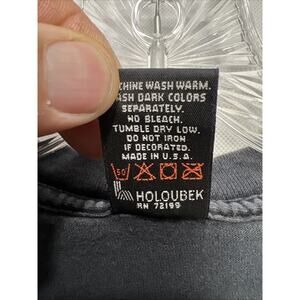 CHINE WASH WARM.
ASH DARK COLORS
SEPARATELY.
NO BLEACH.
TUMBLE DRY LOW.
DO NOT IRON
IF DECORATED.
MADE IN U.S.A.
50
HOLOUBEK
RN 72199